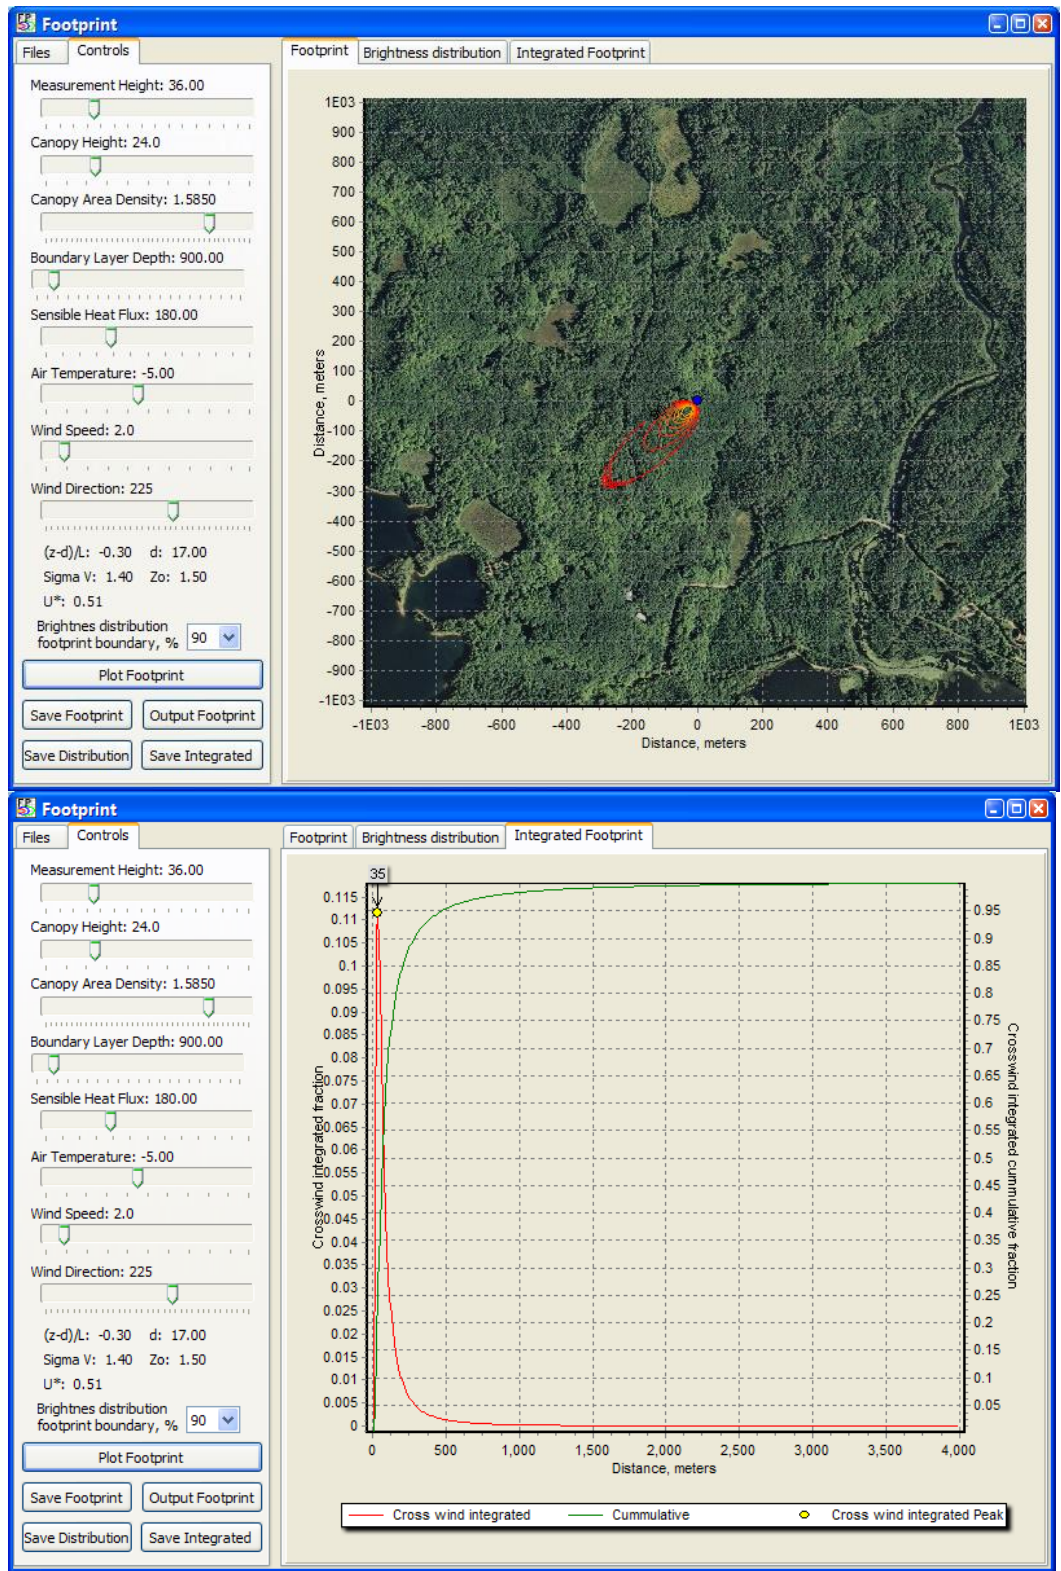 Footprint
Files Controls
Footprint Brightness distribution Integrated Footprint
Measurement Height: 36.00
Canopy Height: 24.0
Canopy Area Density: 1.5850
Boundary Layer Depth: 900.00
Sensible Heat Flux: 180.00
Air Temperature: -5.00
Wind Speed: 2.0
Wind Direction: 225
(z-d)/L: -0.30 d: 17.00
Sigma V: 1.40 Zo: 1.50
U*: 0.51
Brightnes distribution
footprint boundary, % 90
Plot Footprint
Save Footprint Output Footprint
Save Distribution Save Integrated
1E03
900
800
700
600
500
400
300
200
100
0
-100
-200
-300
-400
-500
-600
-700
-800
-900
-1E03
Distance, meters
-1E03 -800 -600 -400 -200 0 200 400 600 800 1E03
Distance, meters
Footprint
Files Controls
Footprint Brightness distribution Integrated Footprint
Measurement Height: 36.00
Canopy Height: 24.0
Canopy Area Density: 1.5850
Boundary Layer Depth: 900.00
Sensible Heat Flux: 180.00
Air Temperature: -5.00
Wind Speed: 2.0
Wind Direction: 225
(z-d)/L: -0.30 d: 17.00
Sigma V: 1.40 Zo: 1.50
U*: 0.51
Brightnes distribution
footprint boundary, % 90
Plot Footprint
Save Footprint Output Footprint
Save Distribution Save Integrated
35
0.115
0.11
0.105
0.1
0.095
0.09
0.085
0.08
0.075
0.07
0.065
0.06
0.055
0.05
0.045
0.04
0.035
0.03
0.025
0.02
0.015
0.01
0.005
0
Crosswind integrated fraction
0.95
0.9
0.85
0.8
0.75
0.7
0.65
0.6
0.55
0.5
0.45
0.4
0.35
0.3
0.25
0.2
0.15
0.1
0.05
Crosswind integrated cummulative fraction
0 500 1,000 1,500 2,000 2,500 3,000 3,500 4,000
Distance, meters
Cross wind integrated Cummulative Cross wind integrated Peak